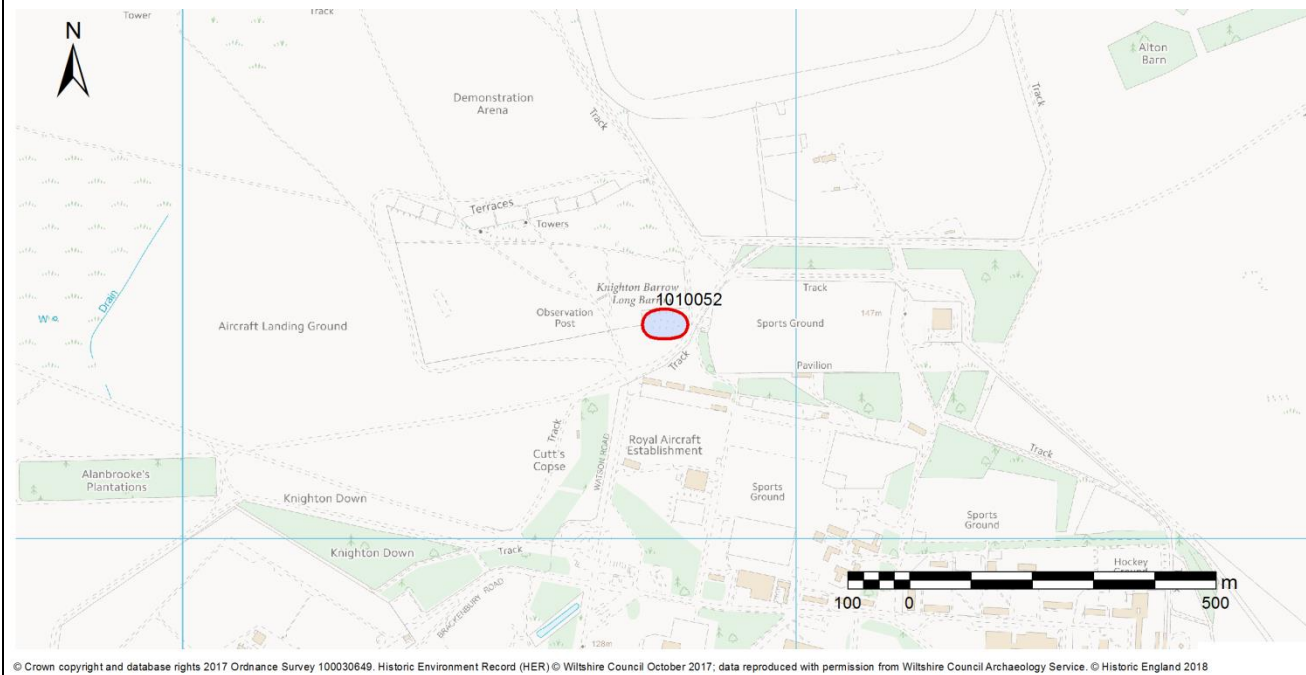 Tower
Track
N
Alton
Barn
Demonstration
Arena
Track
Track
Terraces
Towers
Knighton Barrow
1010052
Observation
Post
Track
Sports Ground
147m
Drain
W
Aircraft Landing Ground
Track
Pavilion
Track
Cutt's
Copse
WATSON ROAD
Royal Aircraft
Establishment
Track
Alanbrooke's
Plantations
Knighton Down
Sports
Ground
Sports
Ground
Knighton Down
Track
BRACKENBURY ROAD
Hockey
m
100 0 500
128m
© Crown copyright and database rights 2017 Ordnance Survey 100030649. Historic Environment Record (HER) © Wiltshire Council October 2017; data reproduced with permission from Wiltshire Council Archaeology Service. © Historic England 2018